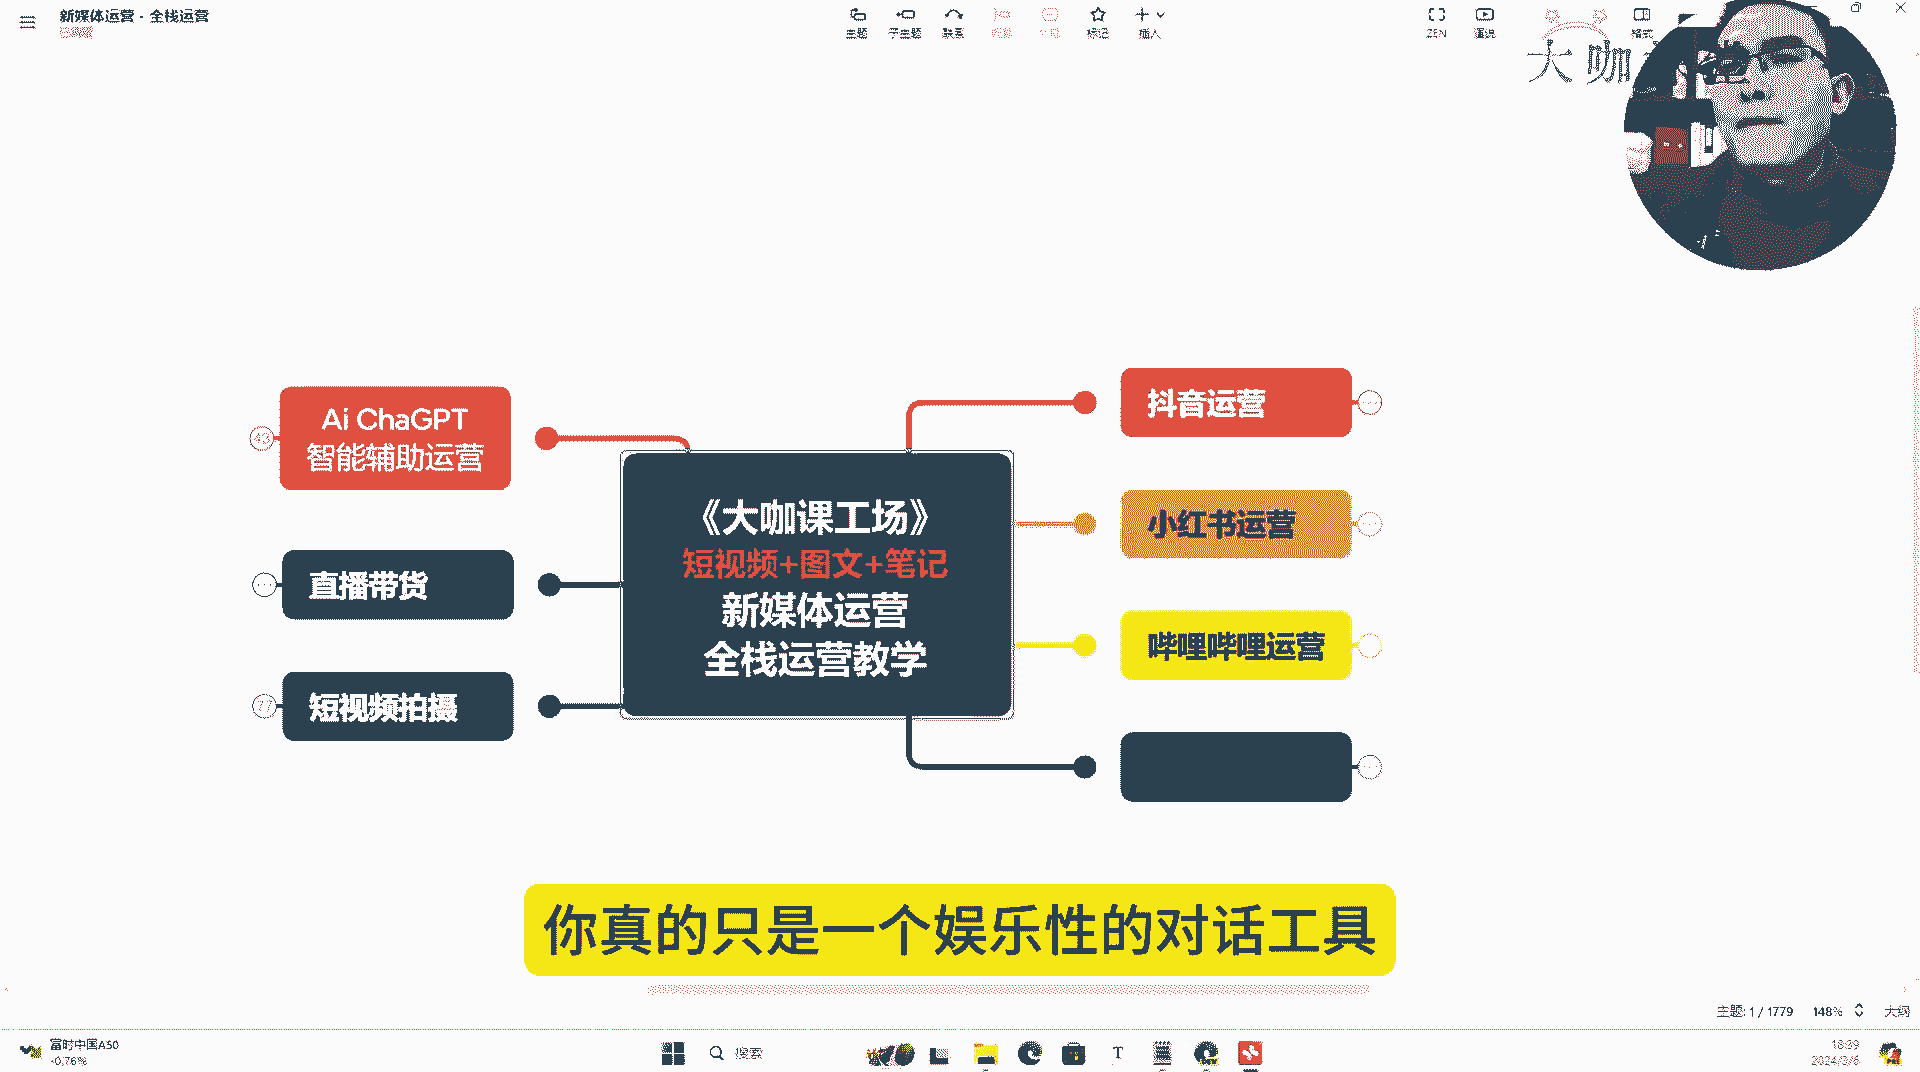 新媒体运营 - 全栈运营
主题
子主题
联系
标记
插入
ZEN
演说
格式
大咖
43
Ai ChaGPT
智能辅助运营
直播带货
77
短视频拍摄
《大咖课工场》
短视频+图文+笔记
新媒体运营
全栈运营教学
抖音运营
小红书运营
哔哩哔哩运营
你真的只是一个娱乐性的对话工具
主题: 1 / 1779
148%
大纲
富时中国A50
-0.76%
搜索
18:39
2024/3/6